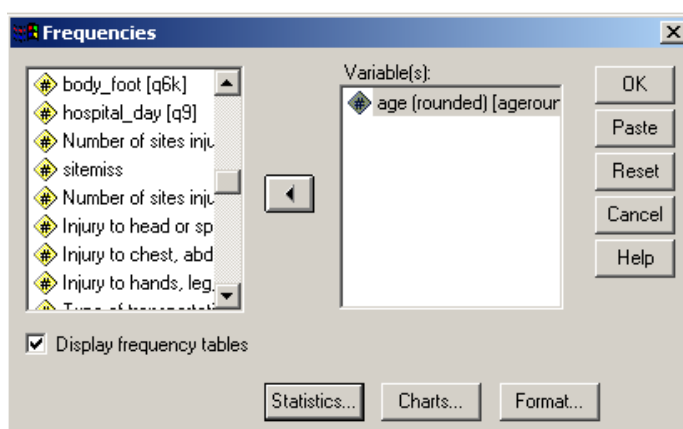 Frequencies
body_foot [q6k]
hospital_day [q9]
Number of sites inju
sitemiss
Number of sites inju
Injury to head or sp
Injury to chest, abd
Injury to hands, leg,
Variable(s):
age (rounded) [ageroun
OK
Paste
Reset
Cancel
Help
Display frequency tables
Statistics...
Charts...
Format...